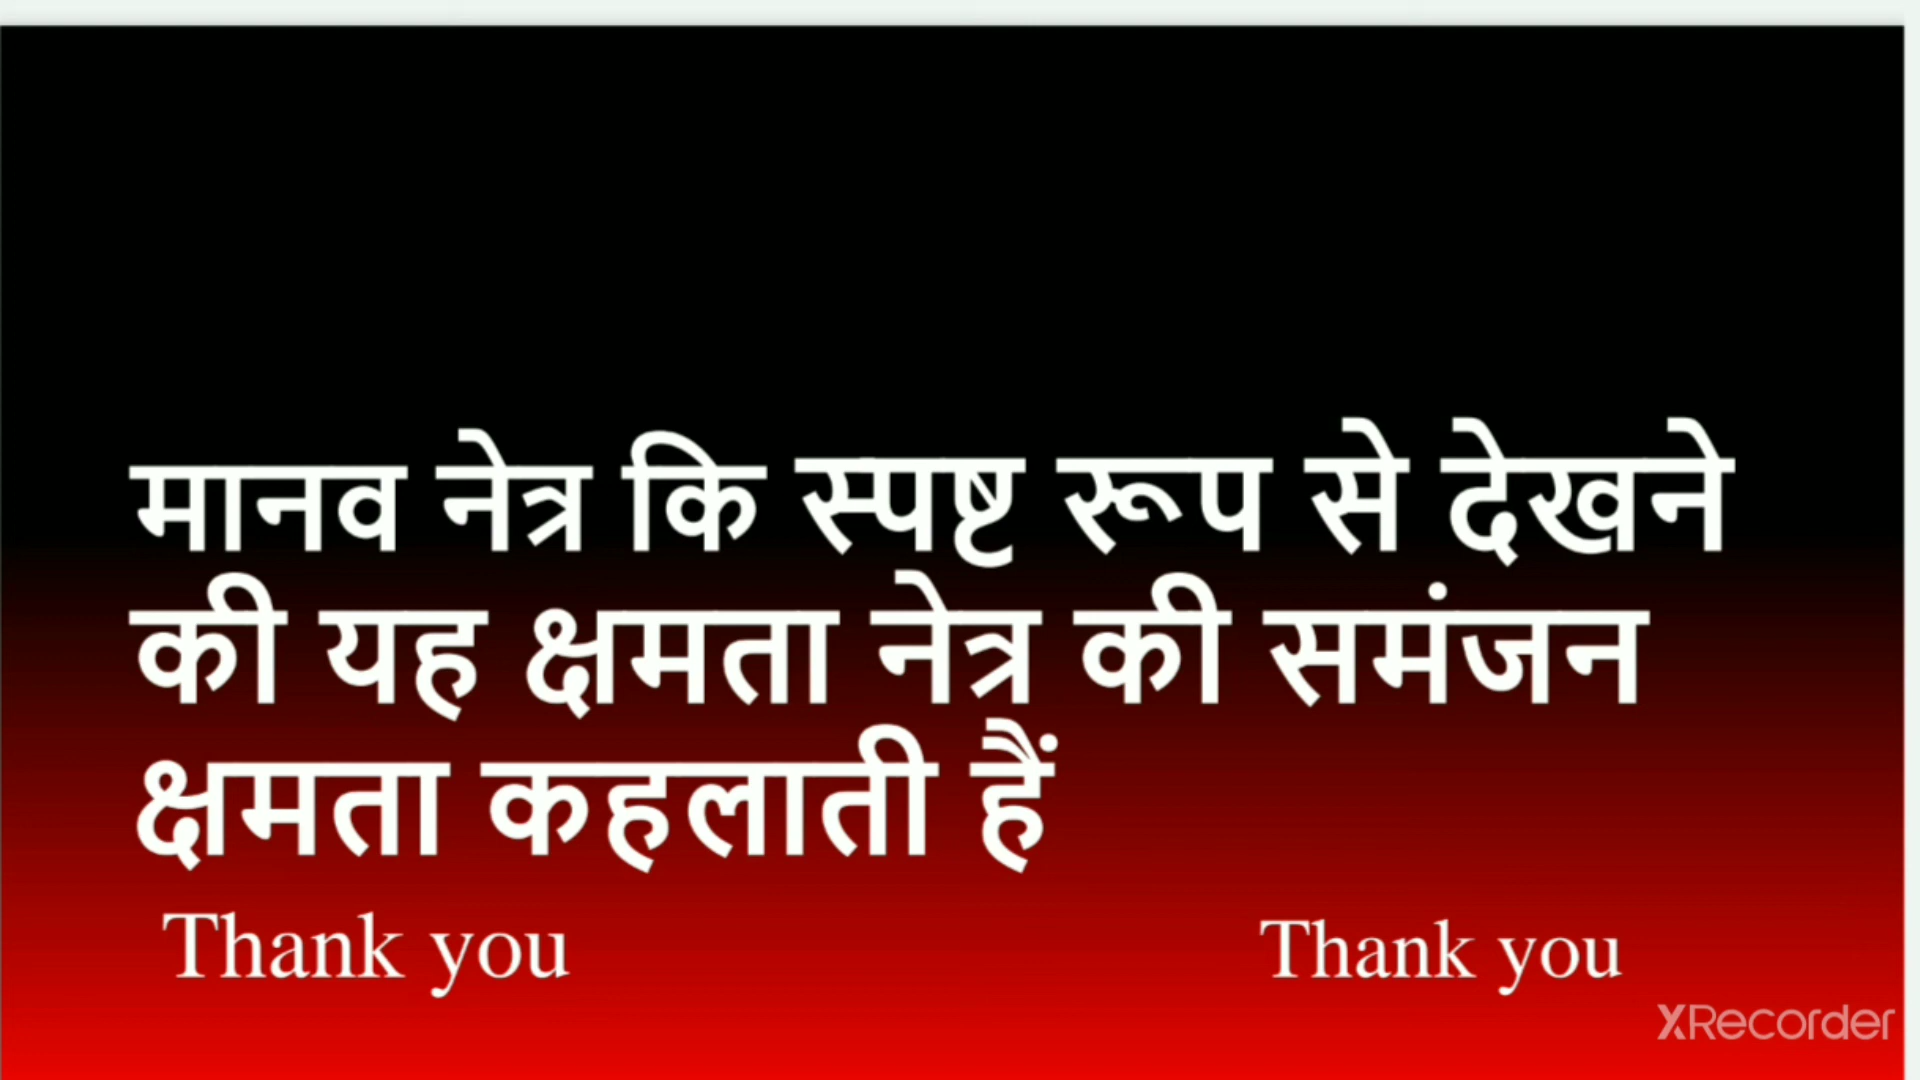 मानव नेत्र कि स्पष्ट रूप से देखने
की यह क्षमता नेत्र की समंजन
क्षमता कहलाती हैं
Thank you Thank you
XRecorder